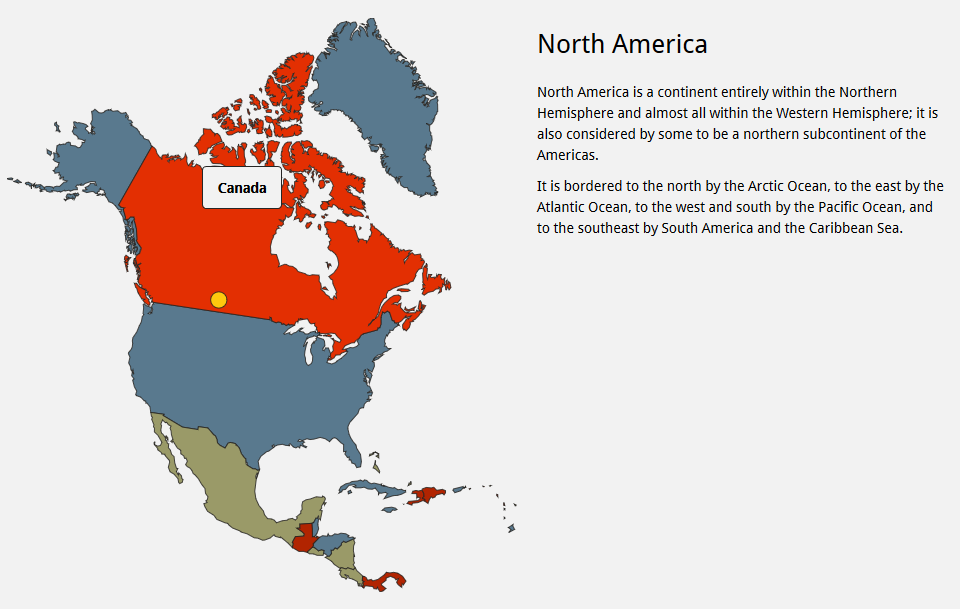 North America
North America is a continent entirely within the Northern
Hemisphere and almost all within the Western Hemisphere; it is
also considered by some to be a northern subcontinent of the
Americas.
It is bordered to the north by the Arctic Ocean, to the east by the
Atlantic Ocean, to the west and south by the Pacific Ocean, and
to the southeast by South America and the Caribbean Sea.
Canada